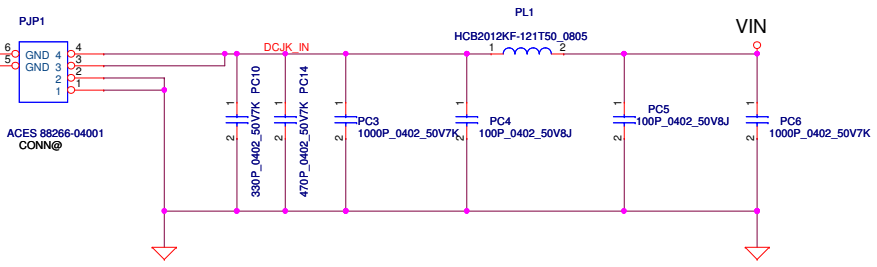 PJP1
6
5
GND 4
GND 3
2
1
4
3
2
1
ACES 88266-04001
CONN@
DCJK_IN
1
2
330P_0402_50V7K PC10
1
2
470P_0402_50V7K PC14
1
2
PC3
1000P_0402_50V7K
1
2
PC4
100P_0402_50V8J
PL1
HCB2012KF-121T50_0805
1
2
1
2
PC5
100P_0402_50V8J
VIN
1
2
PC6
1000P_0402_50V7K